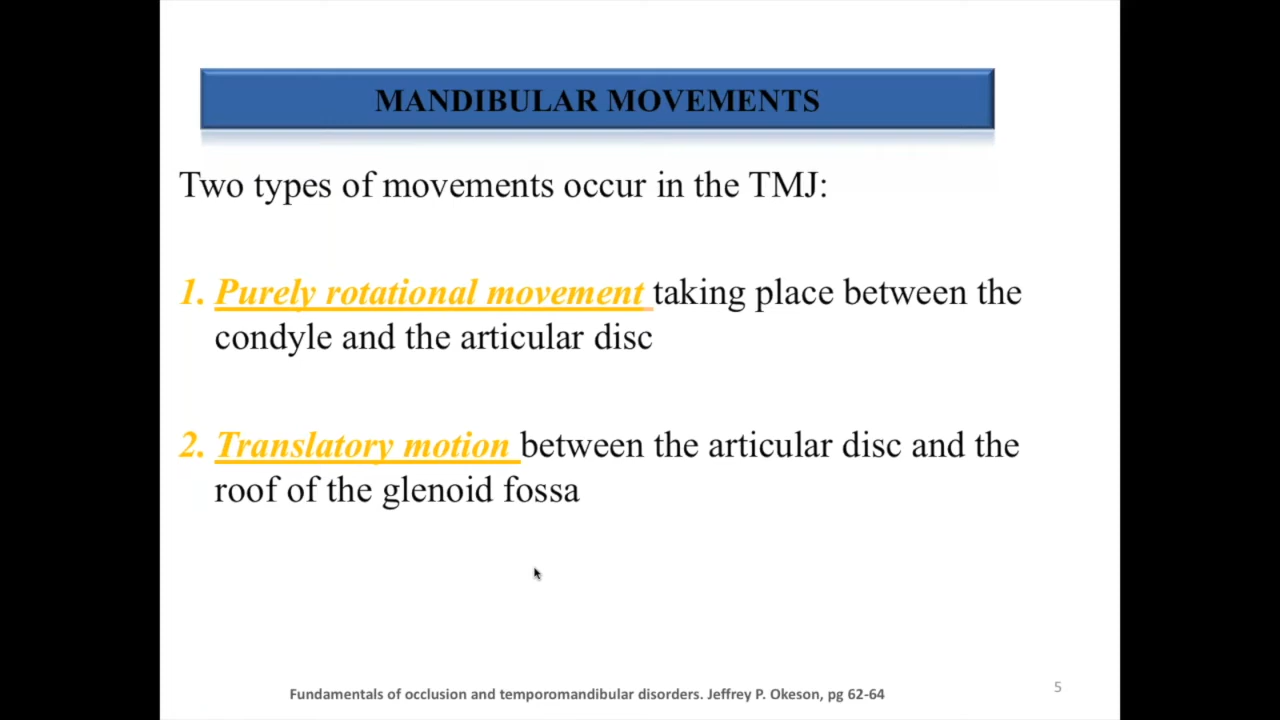 MANDIBULAR MOVEMENTS
Two types of movements occur in the TMJ:
1. Purely rotational movement taking place between the
condyle and the articular disc
2. Translatory motion between the articular disc and the
roof of the glenoid fossa
Fundamentals of occlusion and temporomandibular disorders. Jeffrey P. Okeson, pg 62-64
5